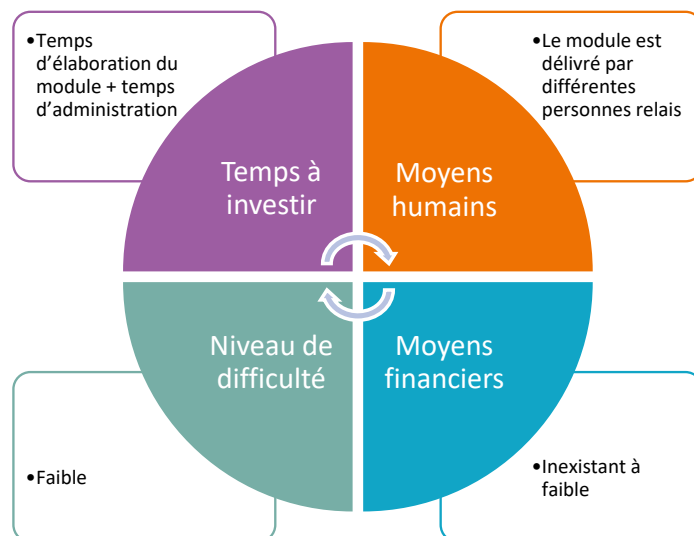 •Temps
d'élaboration du
module + temps
d'administration
•Le module est
délivré par
différentes
personnes relais
Temps à
investir
Moyens
humains
Niveau de
difficulté
Moyens
financiers
•Faible
•Inexistant à
faible